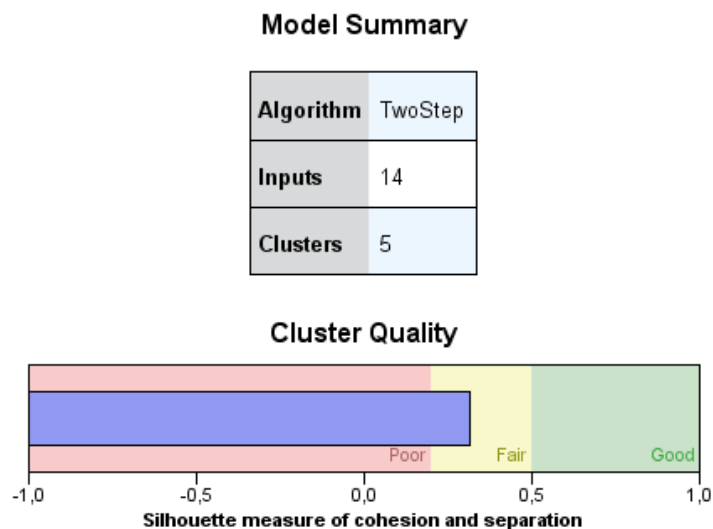 Model Summary
Algorithm TwoStep
Inputs 14
Clusters 5
Cluster Quality
Poor Fair Good
-1,0 -0,5 0,0 0,5 1,0
Silhouette measure of cohesion and separation